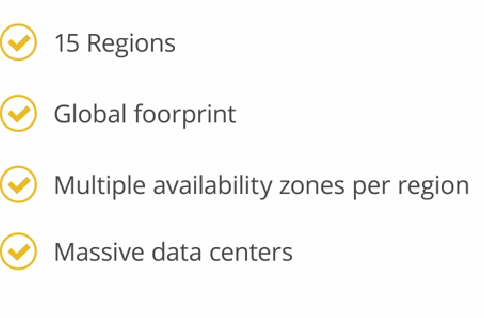 15 Regions
Global foorprint
Multiple availability zones per region
Massive data centers